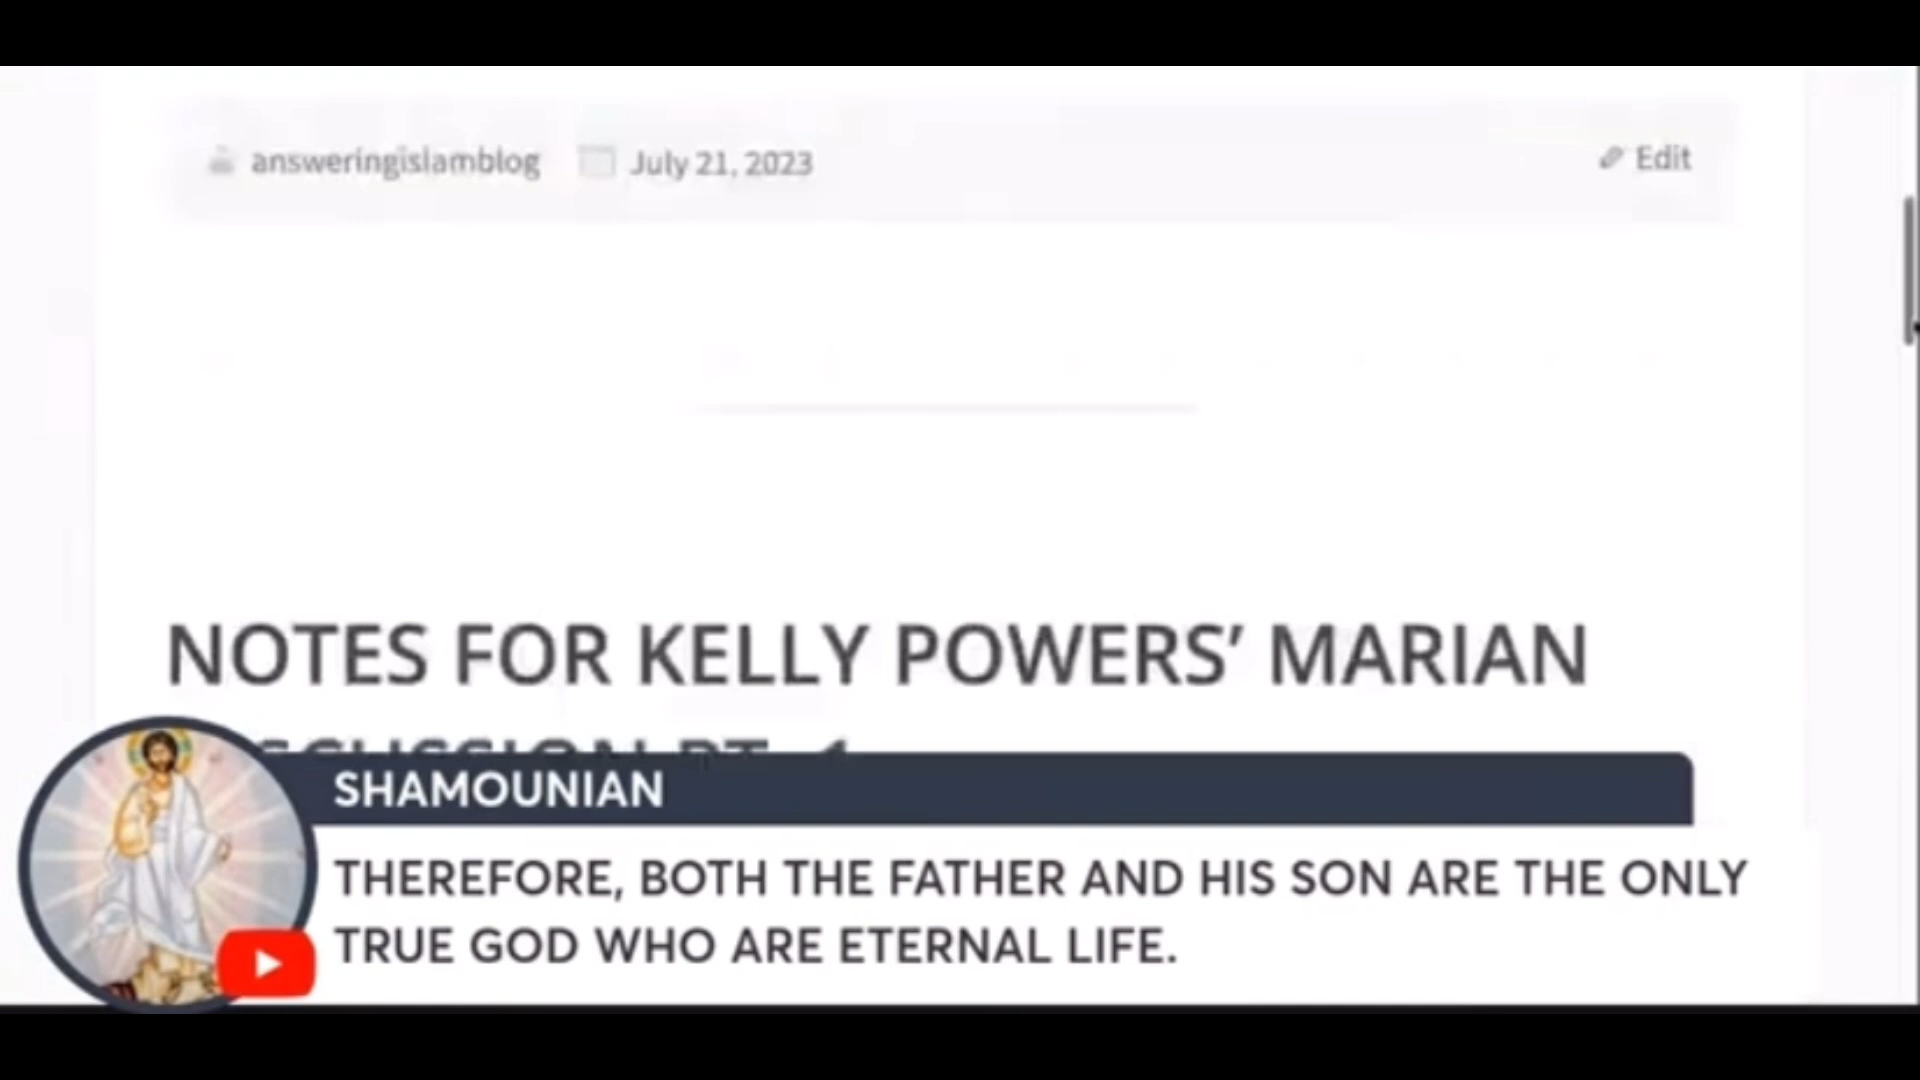 answeringislamblog July 21, 2023 Edit
NOTES FOR KELLY POWERS’ MARIAN
SHAMOUNIAN
THEREFORE, BOTH THE FATHER AND HIS SON ARE THE ONLY
TRUE GOD WHO ARE ETERNAL LIFE.